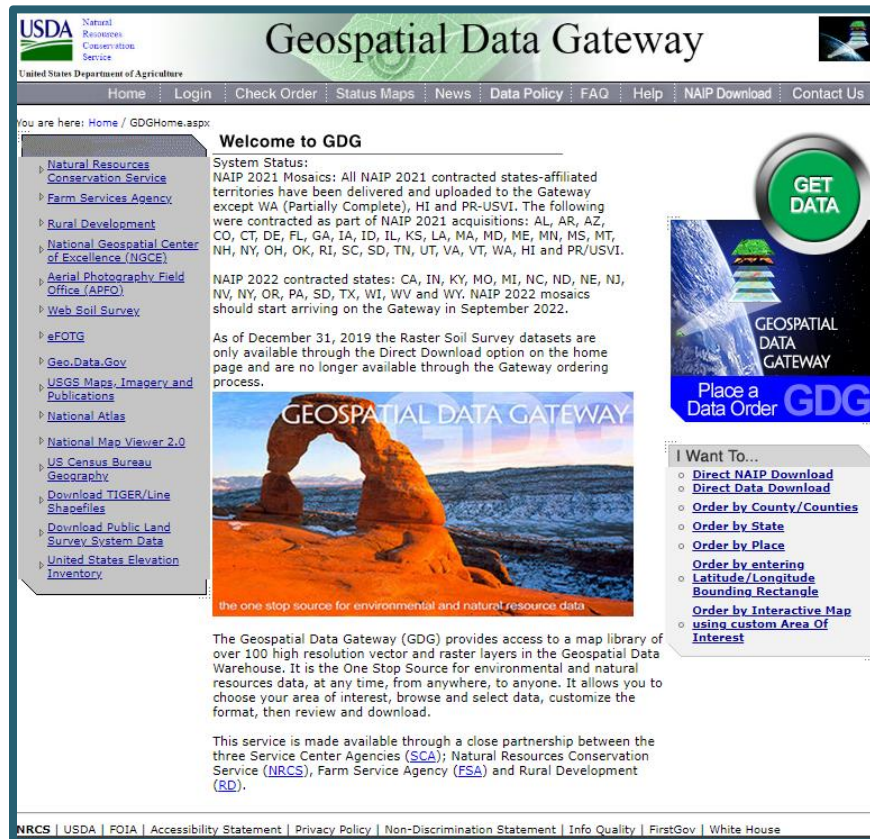 USDA
Natural
Resources
Conservation
Service
United States Department of Agriculture
Geospatial Data Gateway
Home Login Check Order Status Maps News Data Policy FAQ Help NAIP Download Contact Us
You are here: Home / GDGHome.aspx
Natural Resources
Conservation Service
Farm Services Agency
Rural Development
National Geospatial Center
of Excellence (NGCE)
Aerial Photography Field
Office (APFO)
Web Soil Survey
eFOTG
Geo.Data.Gov
USGS Maps, Imagery and
Publications
National Atlas
National Map Viewer 2.0
US Census Bureau
Geography
Download TIGER/Line
Shapefiles
Download Public Land
Survey System Data
United States Elevation
Inventory
Welcome to GDG
System Status:
NAIP 2021 Mosaics: All NAIP 2021 contracted states-affiliated
territories have been delivered and uploaded to the Gateway
except WA (Partially Complete), HI and PR-USVI. The following
were contracted as part of NAIP 2021 acquisitions: AL, AR, AZ,
CO, CT, DE, FL, GA, IA, ID, IL, KS, LA, MA, MD, ME, MN, MS, MT,
NH, NY, OH, OK, RI, SC, SD, TN, UT, VA, VT, WA, HI and PR/USVI.
NAIP 2022 contracted states: CA, IN, KY, MO, MI, NC, ND, NE, NJ,
NV, NY, OR, PA, SD, TX, WI, WV and WY. NAIP 2022 mosaics
should start arriving on the Gateway in September 2022.
As of December 31, 2019 the Raster Soil Survey datasets are
only available through the Direct Download option on the home
page and are no longer available through the Gateway ordering
process.
GEOSPATIAL DATA GATEWAY
GDG
the one stop source for environmental and natural resource data
The Geospatial Data Gateway (GDG) provides access to a map library of
over 100 high resolution vector and raster layers in the Geospatial Data
Warehouse. It is the One Stop Source for environmental and natural
resources data, at any time, from anywhere, to anyone. It allows you to
choose your area of interest, browse and select data, customize the
format, then review and download.
This service is made available through a close partnership between the
three Service Center Agencies (SCA); Natural Resources Conservation
Service (NRCS), Farm Service Agency (FSA) and Rural Development
(RD).
GET
DATA
GEOSPATIAL
DATA
GATEWAY
Place a
Data Order GDG
I Want To...
Direct NAIP Download
Direct Data Download
Order by County/Counties
Order by State
Order by Place
Order by entering
Latitude/Longitude
Bounding Rectangle
Order by Interactive Map
using custom Area Of
Interest
NRCS | USDA | FOIA | Accessibility Statement | Privacy Policy | Non-Discrimination Statement | Info Quality | FirstGov | White House